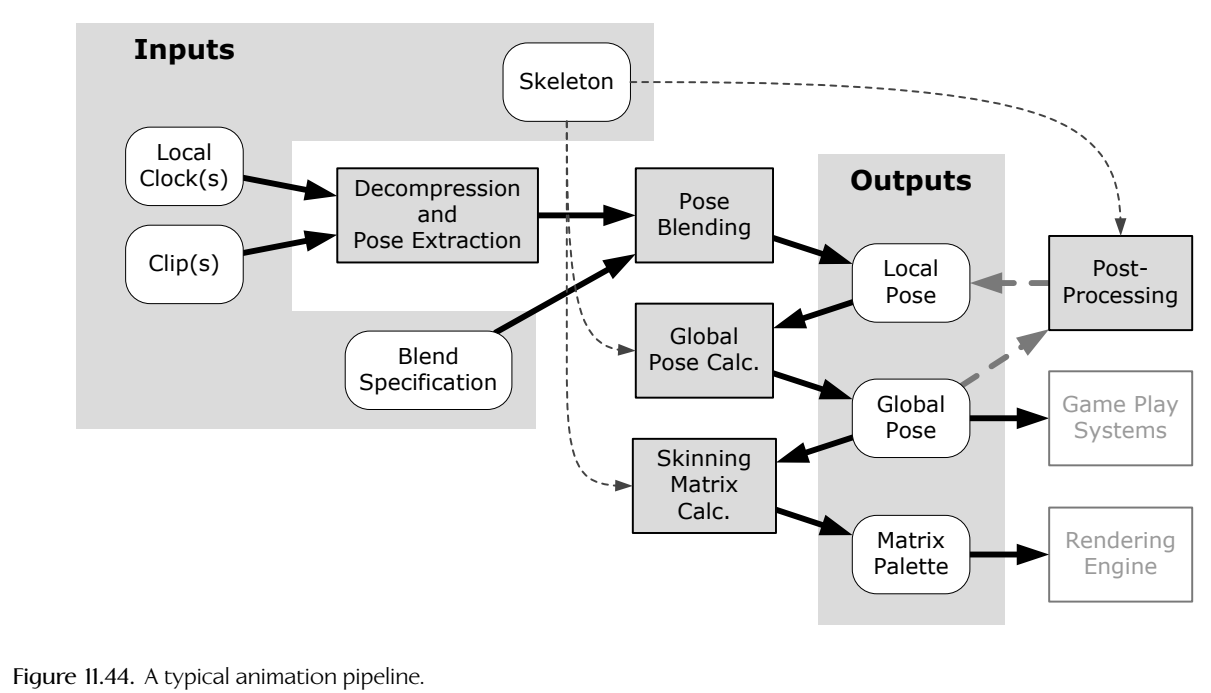 Inputs
Skeleton
Local
Clock(s)
Clip(s)
Decompression
and
Pose Extraction
Blend
Specification
Pose
Blending
Global
Pose Calc.
Skinning
Matrix
Calc.
Outputs
Local
Pose
Global
Pose
Matrix
Palette
Post-
Processing
Game Play
Systems
Rendering
Engine
Figure 11.44. A typical animation pipeline.